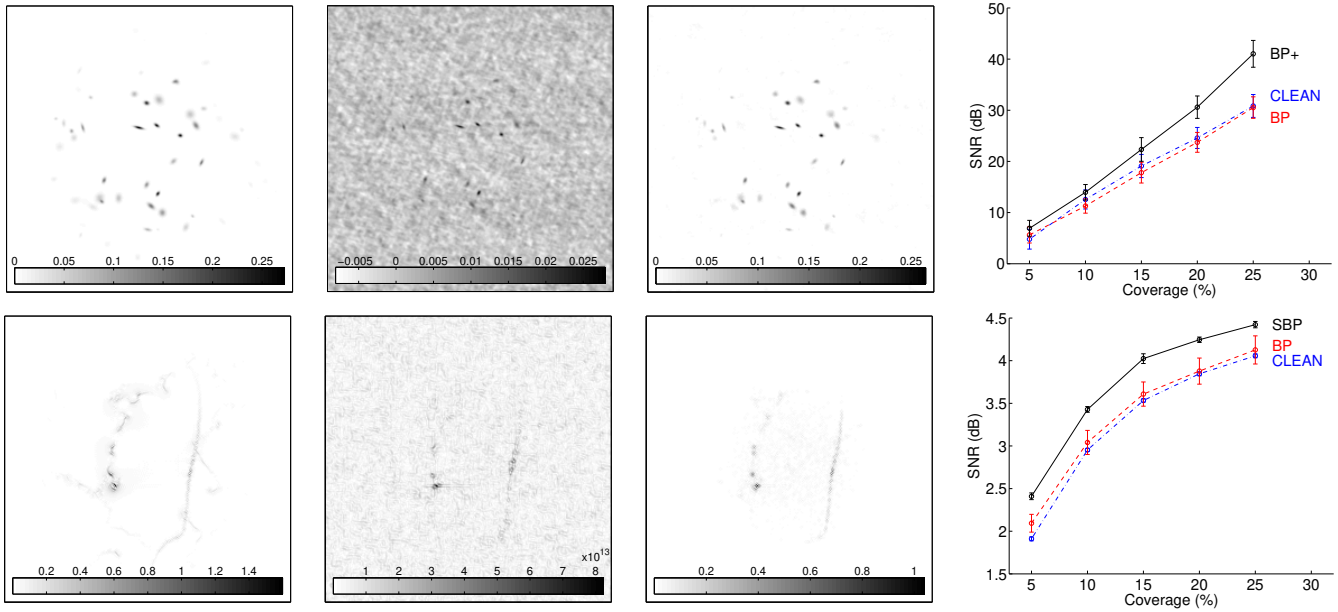 0 0.05 0.1 0.15 0.2 0.25
−0.005 0 0.005 0.01 0.015 0.02 0.025
0 0.05 0.1 0.15 0.2 0.25
50
40
30
20
10
0
SNR (dB)
BP+
CLEAN
BP
5 10 15 20 25 30
Coverage (%)
0.2 0.4 0.6 0.8 1 1.2 1.4
x10^13
1 2 3 4 5 6 7 8
0.2 0.4 0.6 0.8 1
4.5
4
3.5
3
2.5
2
1.5
SNR (dB)
SBP
BP
CLEAN
5 10 15 20 25 30
Coverage (%)